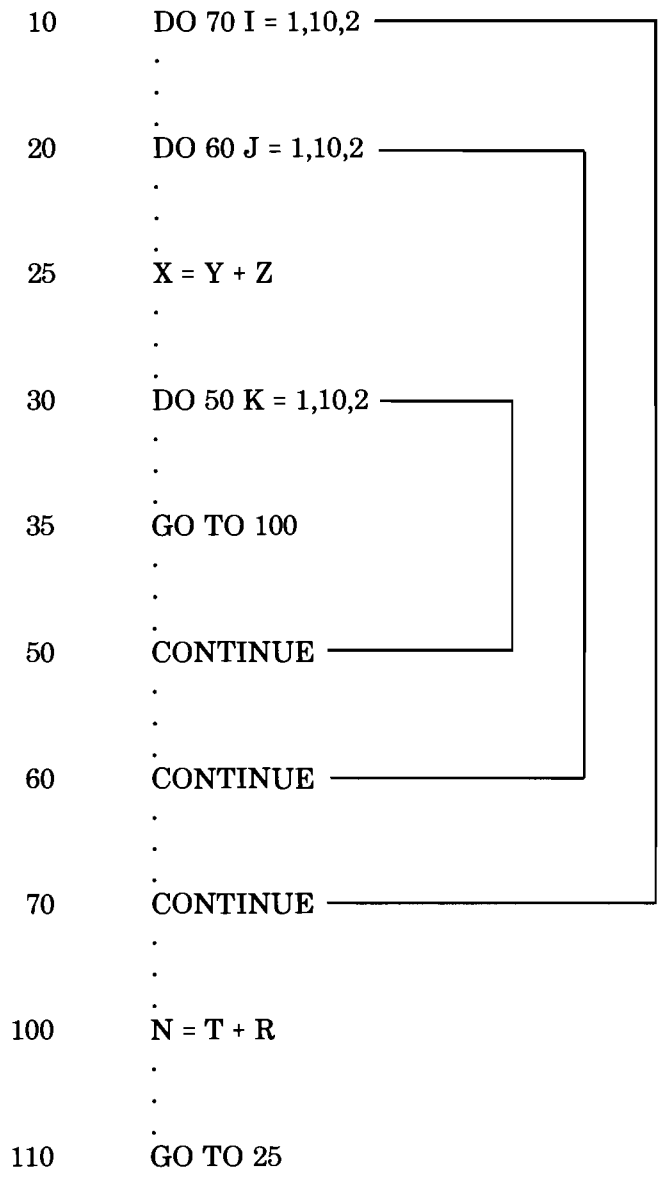 10 DO 70 I = 1,10,2
.
.
.
20 DO 60 J = 1,10,2
.
.
.
25 X = Y + Z
.
.
.
30 DO 50 K = 1,10,2
.
.
.
35 GO TO 100
.
.
.
50 CONTINUE
.
.
.
60 CONTINUE
.
.
.
70 CONTINUE
.
.
.
100 N = T + R
.
.
.
110 GO TO 25